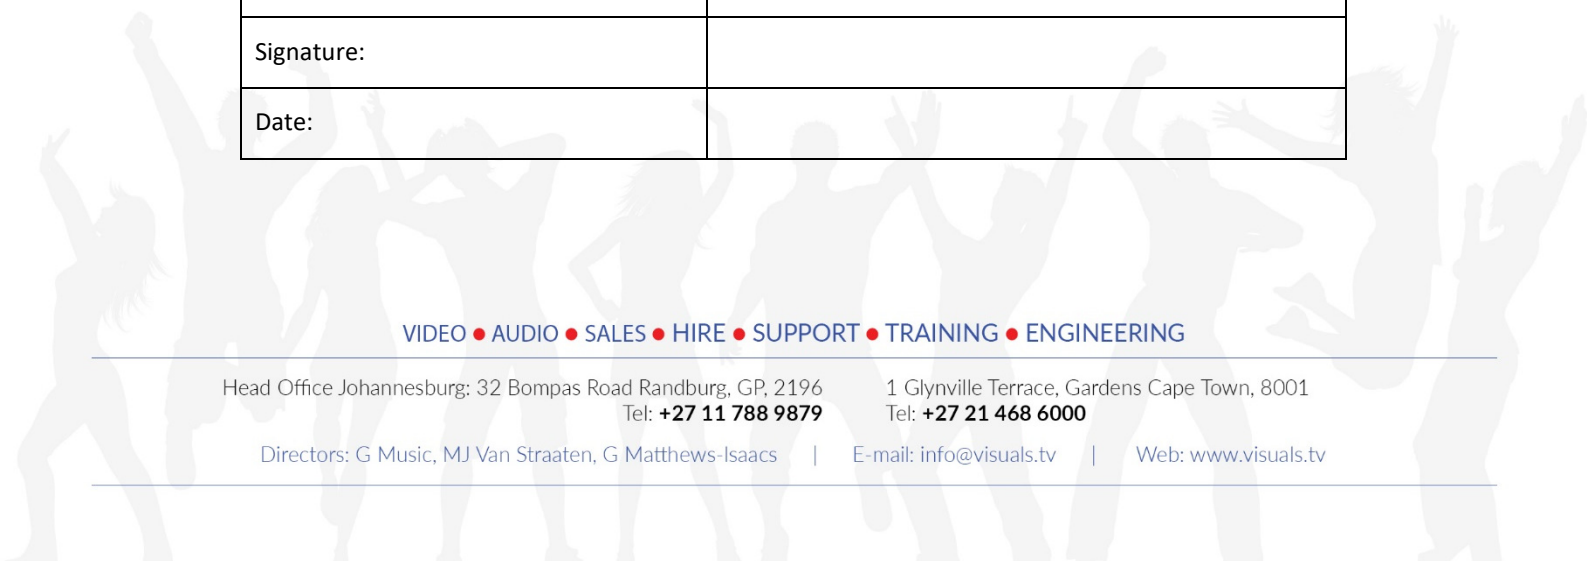 Signature:
Date:
VIDEO ● AUDIO ● SALES ● HIRE ● SUPPORT ● TRAINING ● ENGINEERING
Head Office Johannesburg: 32 Bompas Road Randburg, GP, 2196
Tel: +27 11 788 9879
1 Glynville Terrace, Gardens Cape Town, 8001
Tel: +27 21 468 6000
Directors: G Music, MJ Van Straaten, G Matthews-Isaacs | E-mail: info@visuals.tv | Web: www.visuals.tv